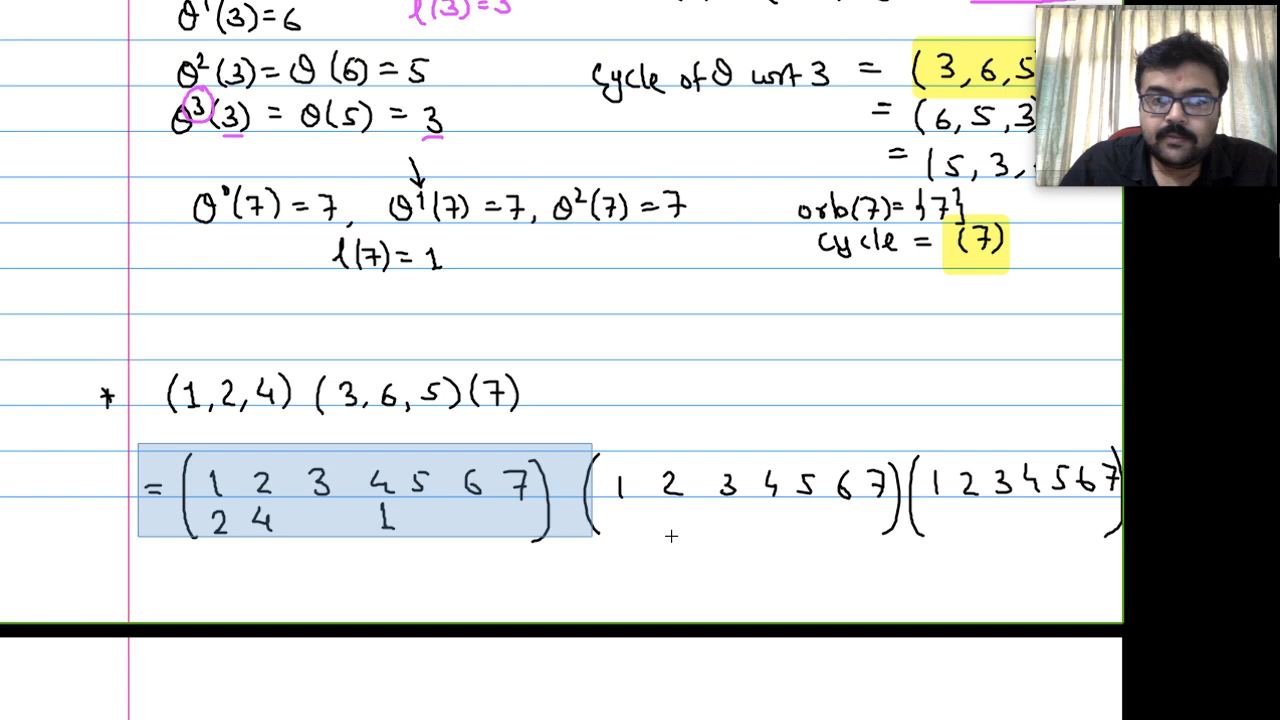 θ¹(3)=6 l(3)=3
θ²(3)=θ(6)=5 Cycle of θ wrt 3 = (3,6,5
θ³(3) = θ(5) = 3 = (6,5,3)
= (5,3,
θ⁰(7)=7, θ¹(7)=7, θ²(7)=7 orb(7)={7}
l(7)=1 cycle = (7)
* (1,2,4) (3,6,5)(7)
= (1 2 3 4 5 6 7) (1 2 3 4 5 6 7)(1 2 3 4 5 6 7)
2 4 1